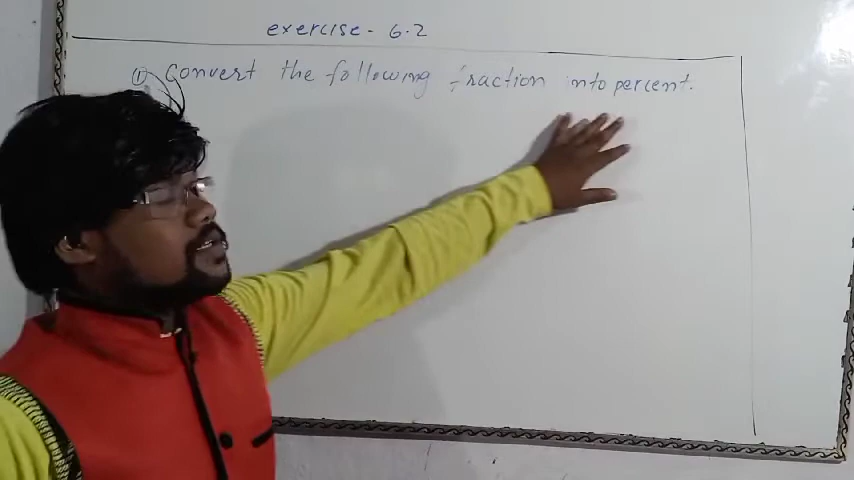 exercise - 6.2
① Convert the following fraction into percent.